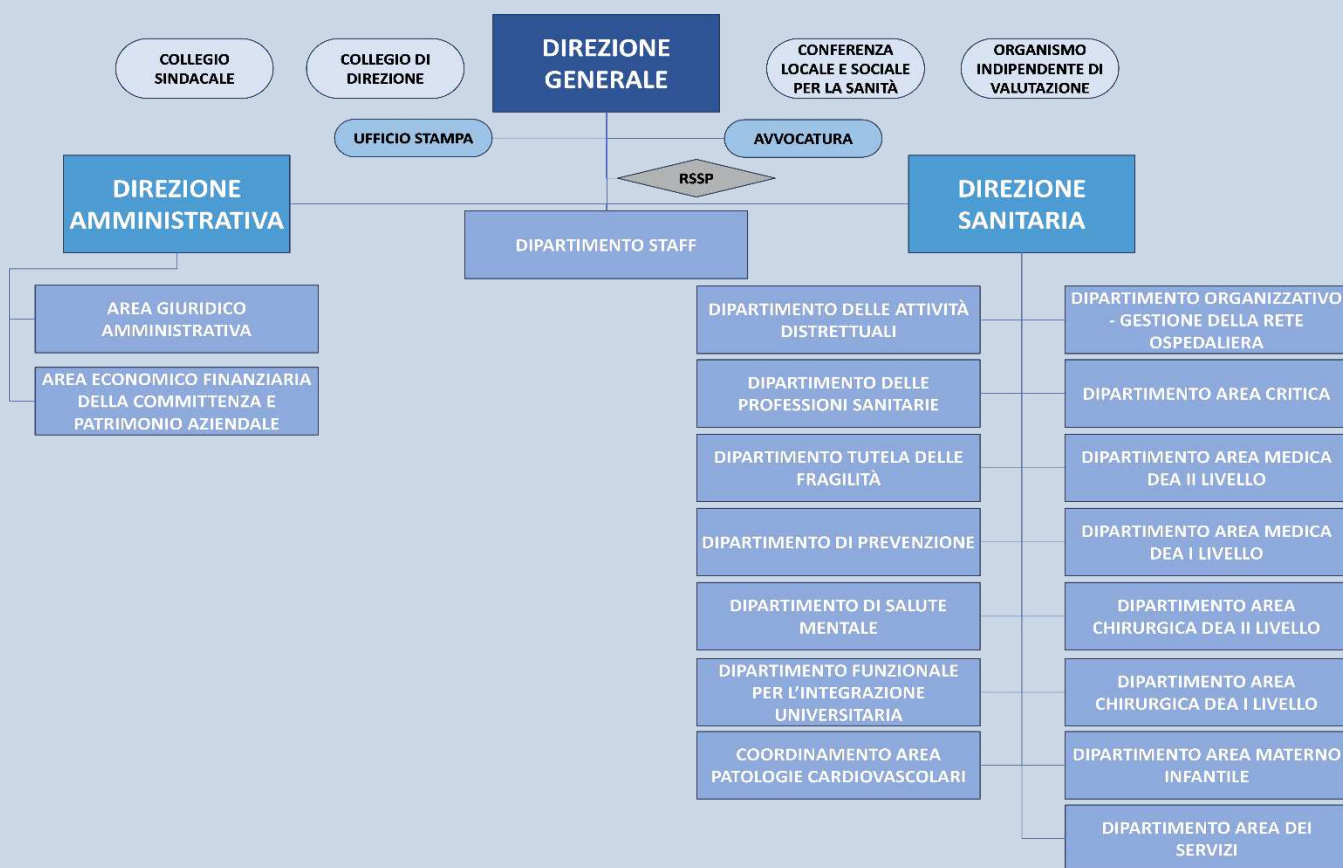 COLLEGIO
SINDACALE
COLLEGIO DI
DIREZIONE
DIREZIONE
GENERALE
CONFERENZA
LOCALE E SOCIALE
PER LA SANITÀ
ORGANISMO
INDIPENDENTE DI
VALUTAZIONE
UFFICIO STAMPA
AVVOCATURA
RSSP
DIREZIONE
AMMINISTRATIVA
DIPARTIMENTO STAFF
DIREZIONE
SANITARIA
AREA GIURIDICO
AMMINISTRATIVA
AREA ECONOMICO FINANZIARIA
DELLA COMMITTENZA E
PATRIMONIO AZIENDALE
DIPARTIMENTO DELLE ATTIVITÀ
DISTRETTUALI
DIPARTIMENTO DELLE
PROFESSIONI SANITARIE
DIPARTIMENTO TUTELA DELLE
FRAGILITÀ
DIPARTIMENTO DI PREVENZIONE
DIPARTIMENTO DI SALUTE
MENTALE
DIPARTIMENTO FUNZIONALE
PER L'INTEGRAZIONE
UNIVERSITARIA
COORDINAMENTO AREA
PATOLOGIE CARDIOVASCOLARI
DIPARTIMENTO ORGANIZZATIVO
- GESTIONE DELLA RETE
OSPEDALIERA
DIPARTIMENTO AREA CRITICA
DIPARTIMENTO AREA MEDICA
DEA II LIVELLO
DIPARTIMENTO AREA MEDICA
DEA I LIVELLO
DIPARTIMENTO AREA
CHIRURGICA DEA II LIVELLO
DIPARTIMENTO AREA
CHIRURGICA DEA I LIVELLO
DIPARTIMENTO AREA MATERNO
INFANTILE
DIPARTIMENTO AREA DEI
SERVIZI